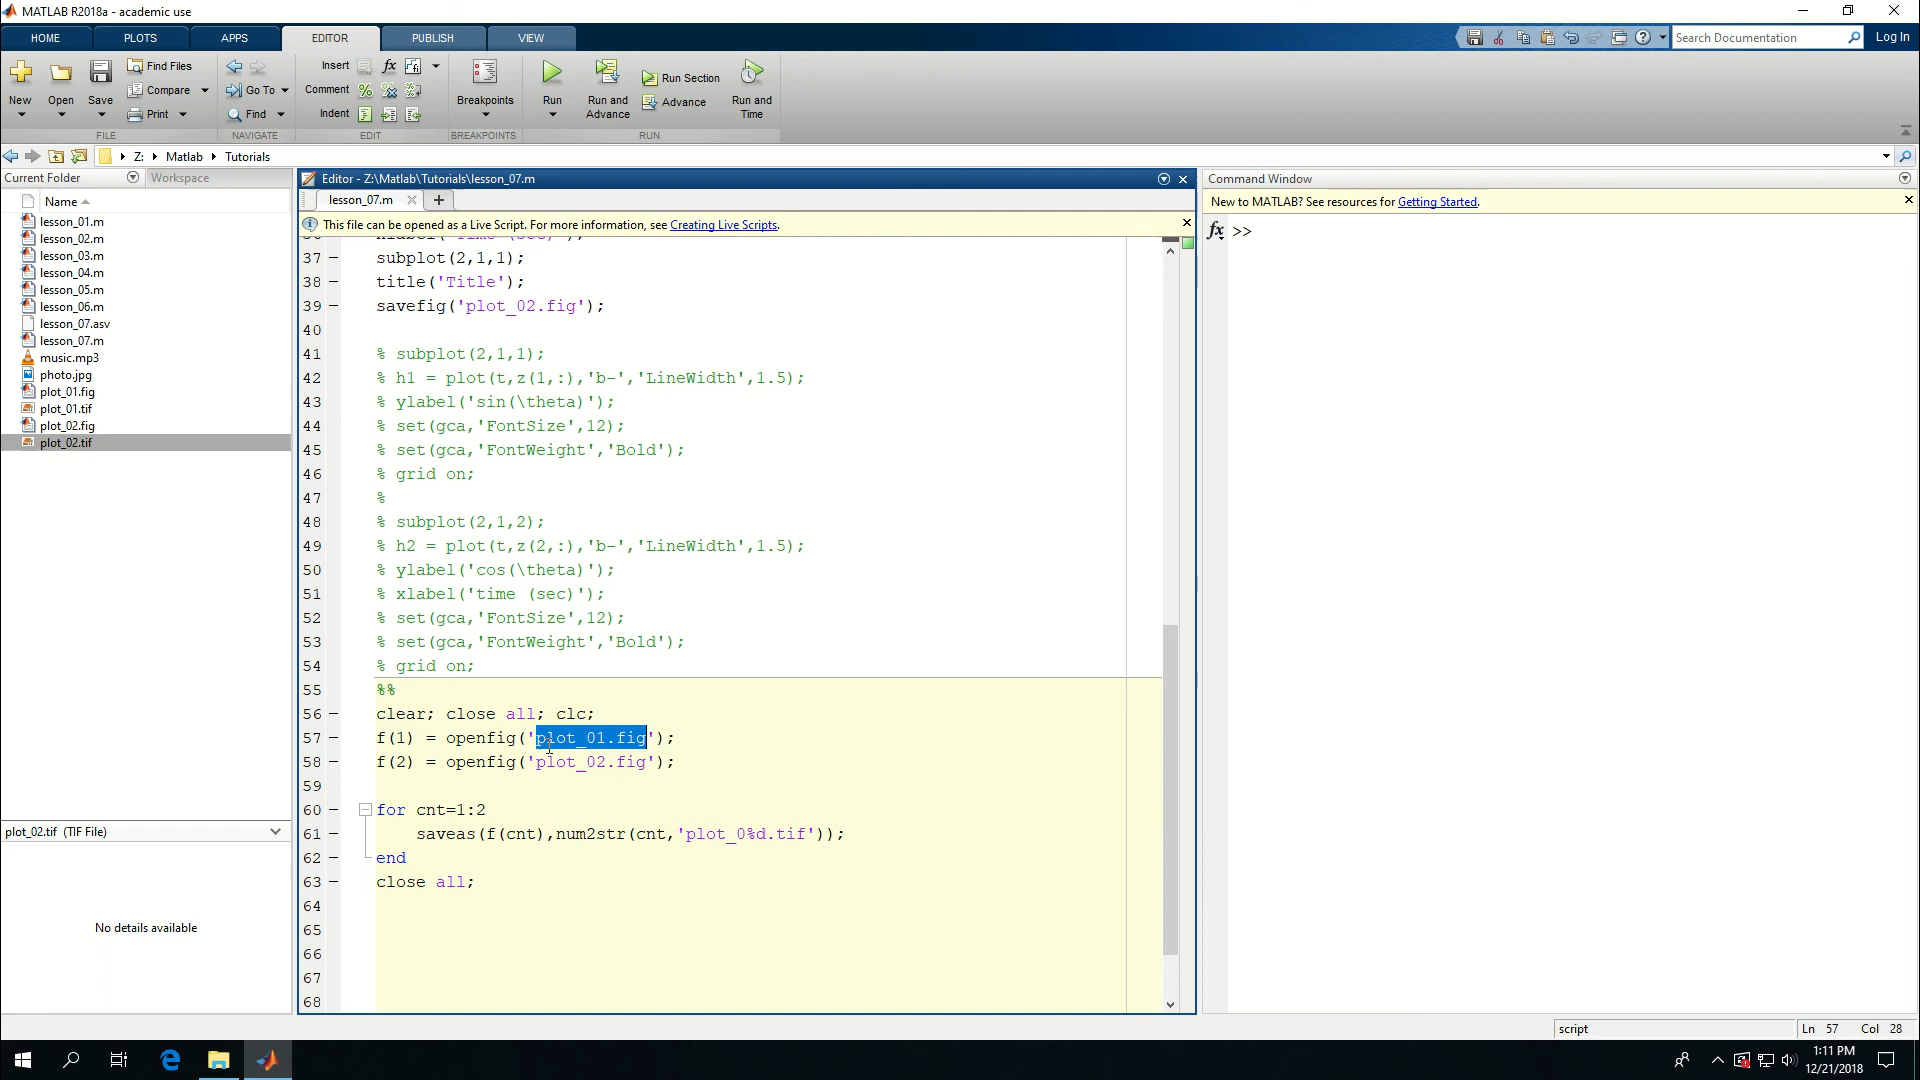 MATLAB R2018a - academic use
HOME PLOTS APPS EDITOR PUBLISH VIEW
Search Documentation
Log In
New
Open
Save
Find Files
Compare
Print
FILE
Go To
Find
NAVIGATE
Insert
Comment
Indent
EDIT
Breakpoints
BREAKPOINTS
Run
Run and Advance
Run Section
Advance
Run and Time
RUN
Z: Matlab Tutorials
Current Folder
Workspace
Name
lesson_01.m
lesson_02.m
lesson_03.m
lesson_04.m
lesson_05.m
lesson_06.m
lesson_07.asv
lesson_07.m
music.mp3
photo.jpg
plot_01.fig
plot_01.tif
plot_02.fig
plot_02.tif
plot_02.tif (TIF File)
No details available
Editor - Z:\Matlab\Tutorials\lesson_07.m
lesson_07.m
This file can be opened as a Live Script. For more information, see Creating Live Scripts.
37 subplot(2,1,1);
38 title('Title');
39 savefig('plot_02.fig');
40
41 % subplot(2,1,1);
42 % h1 = plot(t,z(1,:),'b-','LineWidth',1.5);
43 % ylabel('sin(\theta)');
44 % set(gca,'FontSize',12);
45 % set(gca,'FontWeight','Bold');
46 % grid on;
47 %
48 % subplot(2,1,2);
49 % h2 = plot(t,z(2,:),'b-','LineWidth',1.5);
50 % ylabel('cos(\theta)');
51 % xlabel('time (sec)');
52 % set(gca,'FontSize',12);
53 % set(gca,'FontWeight','Bold');
54 % grid on;
55 %%
56 clear; close all; clc;
57 f(1) = openfig('plot_01.fig');
58 f(2) = openfig('plot_02.fig');
59
60 for cnt=1:2
61 saveas(f(cnt),num2str(cnt,'plot_0%d.tif'));
62 end
63 close all;
64
65
66
67
68
Command Window
New to MATLAB? See resources for Getting Started.
fx >>
script
Ln 57 Col 28
1:11 PM
12/21/2018